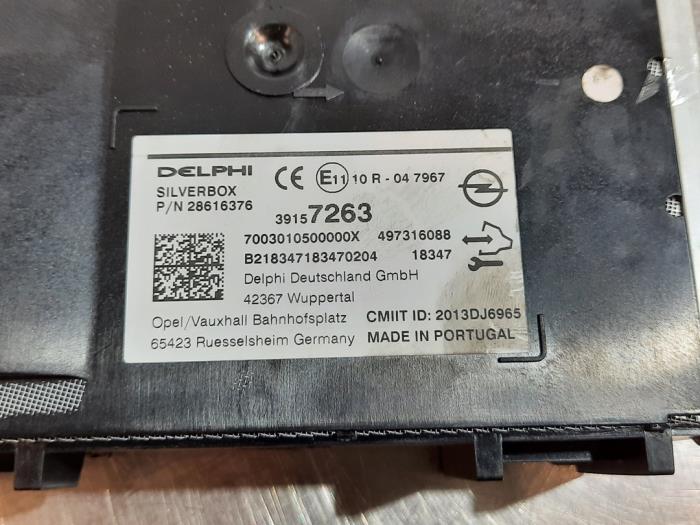 DELPHI
SILVERBOX
P/N 28616376
CE E11 10 R - 04 7967
39157263
7003010500000X 497316088
B218347183470204 18347
Delphi Deutschland GmbH
42367 Wuppertal
Opel/Vauxhall Bahnhofsplatz
65423 Ruesselsheim Germany
CMIIT ID: 2013DJ6965
MADE IN PORTUGAL